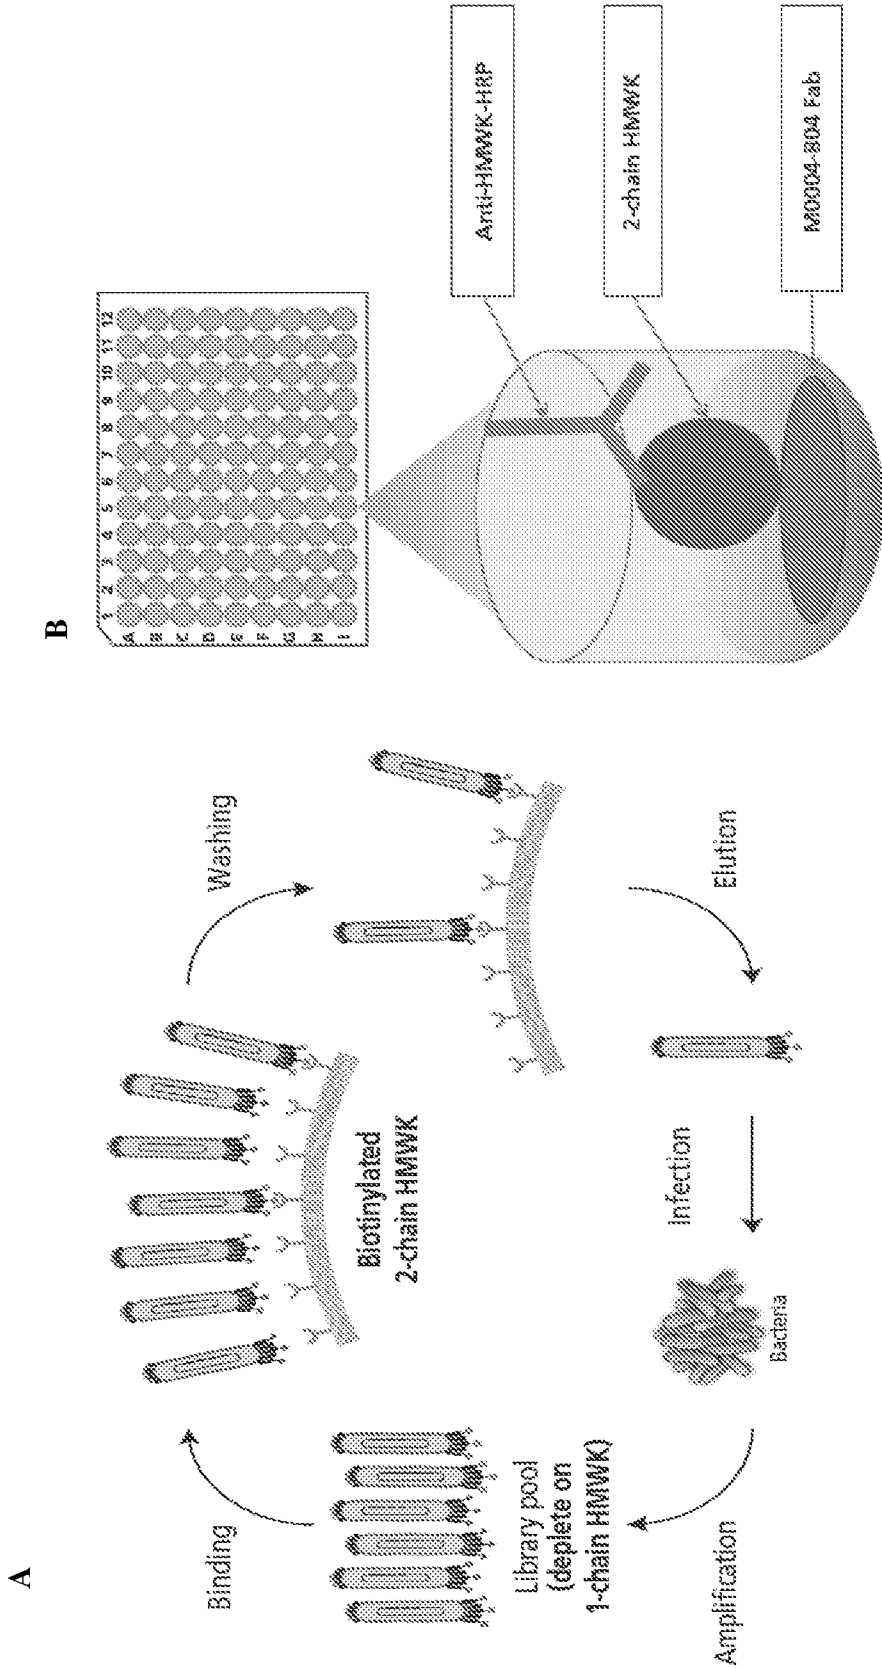 A
Binding
Washing
Biotinylated
2-chain HMWK
Library pool
(deplete on
1-chain HMWK)
Elution
Infection
Bacteria
Amplification
B
1 2 3 4 5 6 7 8 9 10 11 12
A
B
C
D
E
F
G
H
I
Anti-HMWK-HRP
2-chain HMWK
M0004-B04 Fab